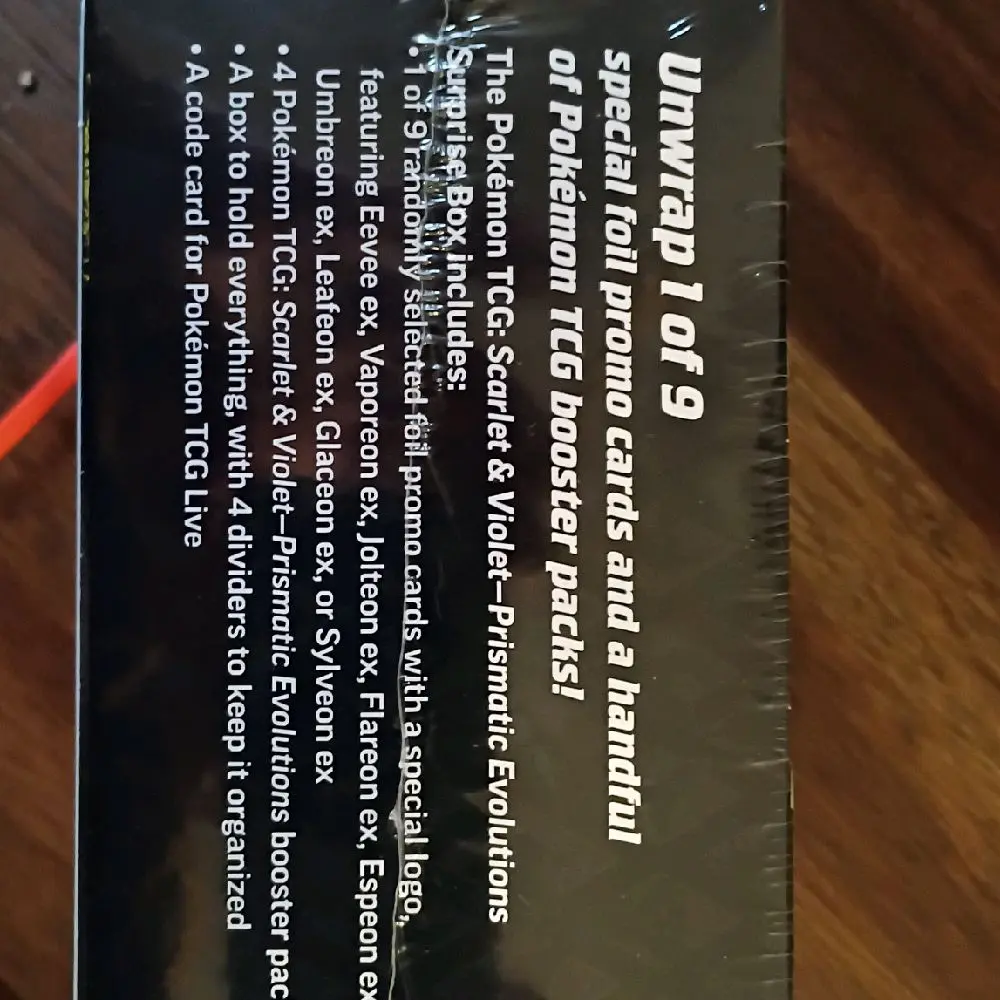 Unwrap 1 of 9
special foil promo cards and a handful
of Pokémon TCG booster packs!
The Pokémon TCG: Scarlet & Violet—Prismatic Evolutions
Surprise Box includes:
• 1 of 9 randomly selected foil promo cards with a special logo,
featuring Eevee ex, Vaporeon ex, Jolteon ex, Flareon ex, Espeon ex
Umbreon ex, Leafeon ex, Glaceon ex, or Sylveon ex
• 4 Pokémon TCG: Scarlet & Violet—Prismatic Evolutions booster pac
• A box to hold everything, with 4 dividers to keep it organized
• A code card for Pokémon TCG Live